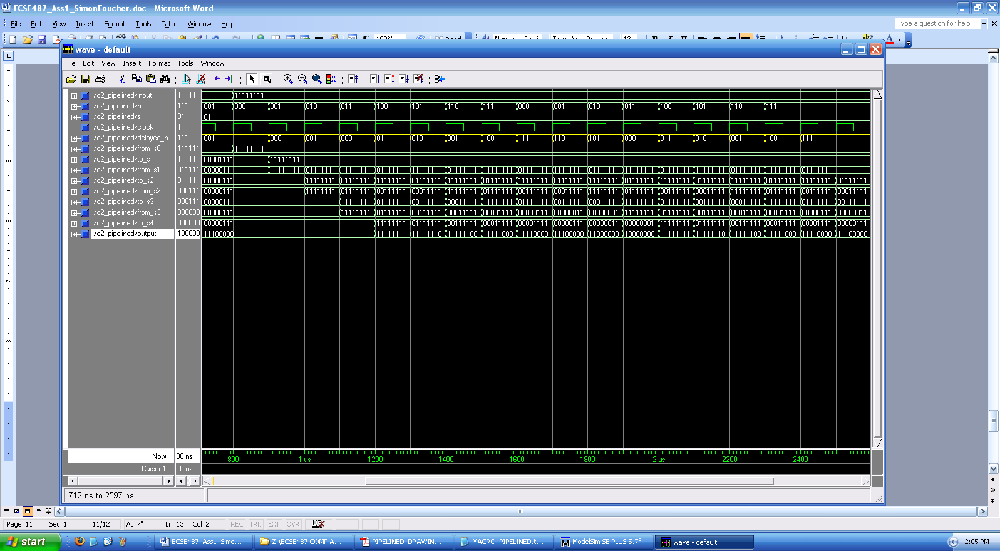 ECSE487_Ass1_SimonFoucher.doc - Microsoft Word
File Edit View Insert Format Tools Table Window Help
Type a question for help
wave - default
File Edit View Insert Format Tools Window
/q2_pipelined/input 111111 11111111
/q2_pipelined/n 111 001 000 001 010 011 100 101 110 111 000 001 010 011 100 101 110 111
/q2_pipelined/s 01 01
/q2_pipelined/clock 1
/q2_pipelined/delayed_n 111 001 000 001 000 011 010 001 100 111 110 101 000 011 010 001 100 111
/q2_pipelined/from_s0 111111 11111111
/q2_pipelined/to_s1 111111 00001111 11111111
/q2_pipelined/from_s1 011111 00000111 11111111 01111111 11111111 01111111 11111111 01111111 11111111 01111111 11111111 01111111 11111111 01111111 11111111 01111111 11111111 01111111
/q2_pipelined/to_s2 011111 00000111 11111111 01111111 11111111 01111111 11111111 01111111 11111111 01111111 11111111 01111111 11111111 01111111 11111111 01111111
/q2_pipelined/from_s2 000111 00000111 11111111 01111111 00111111 00011111 11111111 01111111 00111111 00011111 11111111 01111111 00111111 00011111 11111111 01111111 00111111 00011111
/q2_pipelined/to_s3 000111 00000111 11111111 01111111 00111111 00011111 11111111 01111111 00111111 00011111 11111111 01111111 00111111 00011111 11111111 01111111 00111111
/q2_pipelined/from_s3 000000 00000111 11111111 01111111 00111111 00011111 00001111 00000111 00000011 00000001 11111111 01111111 00111111 00011111 00001111 00000111 00000011
/q2_pipelined/to_s4 000000 00000111 11111111 01111111 00111111 00011111 00001111 00000111 00000011 00000001 11111111 01111111 00111111 00011111 00001111 00000111
/q2_pipelined/output 100000 11100000 11111111 11111110 11111100 11111000 11110000 11100000 11000000 10000000 11111111 11111110 11111100 11111000 11110000 11100000
Now 00 ns
800 1 us 1200 1400 1600 1800 2 us 2200 2400
Cursor 1 0 ns
712 ns to 2597 ns
Page 11 Sec 1 11/12 At 7" Ln 13 Col 2 REC TRK EXT OVR
start ECSE487_Ass1_Simo... Z:\ECSE487 COMP A... PIPELINED_DRAWIN... MACRO_PIPELINED.t... ModelSim SE PLUS 5.7f wave - default 2:05 PM